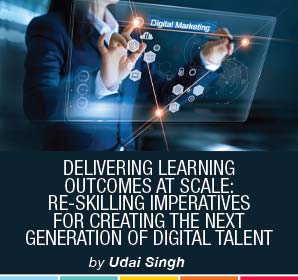 Digital Marketing
DELIVERING LEARNING
OUTCOMES AT SCALE:
RE-SKILLING IMPERATIVES
FOR CREATING THE NEXT
GENERATION OF DIGITAL TALENT
by Udai Singh